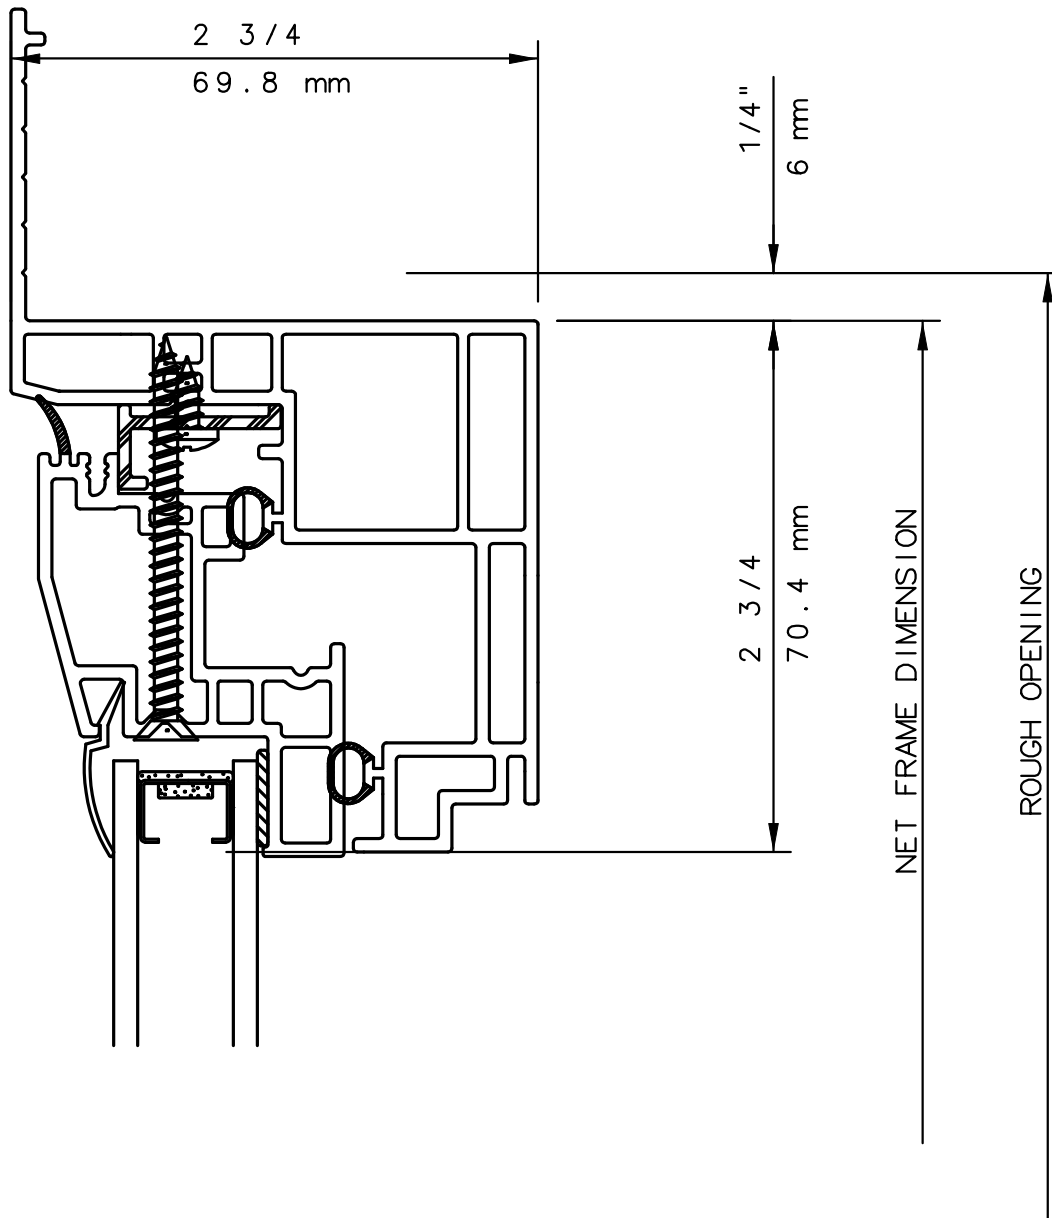 2 3/4
69.8 mm
1/4"
6 mm
2 3/4
70.4 mm
NET FRAME DIMENSION
ROUGH OPENING